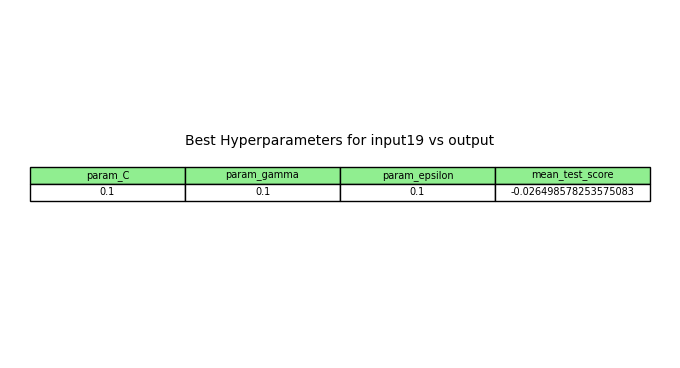 Best Hyperparameters for input19 vs output
param_C param_gamma param_epsilon mean_test_score
0.1 0.1 0.1 -0.026498578253575083